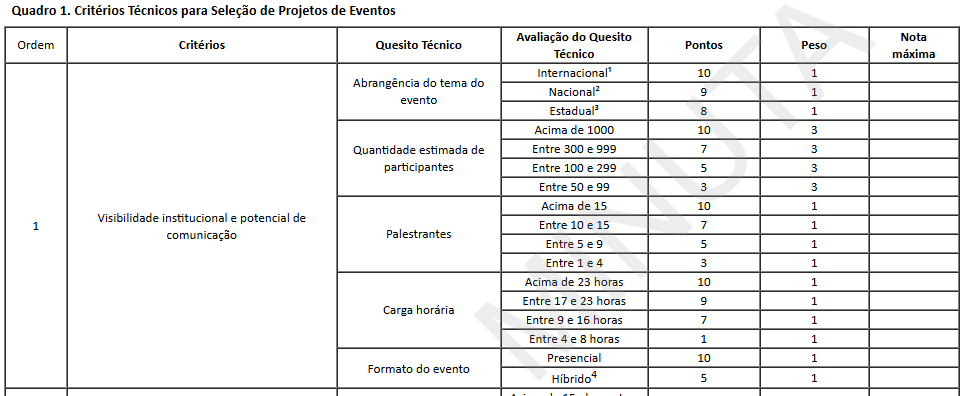 Quadro 1. Critérios Técnicos para Seleção de Projetos de Eventos
Ordem Critérios Quesito Técnico Avaliação do Quesito Técnico Pontos Peso Nota máxima
1 Visibilidade institucional e potencial de comunicação
Abrangência do tema do evento
Internacional¹ 10 1
Nacional² 9 1
Estadual³ 8 1
Quantidade estimada de participantes
Acima de 1000 10 3
Entre 300 e 999 7 3
Entre 100 e 299 5 3
Entre 50 e 99 3 3
Palestrantes
Acima de 15 10 1
Entre 10 e 15 7 1
Entre 5 e 9 5 1
Entre 1 e 4 3 1
Carga horária
Acima de 23 horas 10 1
Entre 17 e 23 horas 9 1
Entre 9 e 16 horas 7 1
Entre 4 e 8 horas 1 1
Formato do evento
Presencial 10 1
Híbrido⁴ 5 1
MINUTA